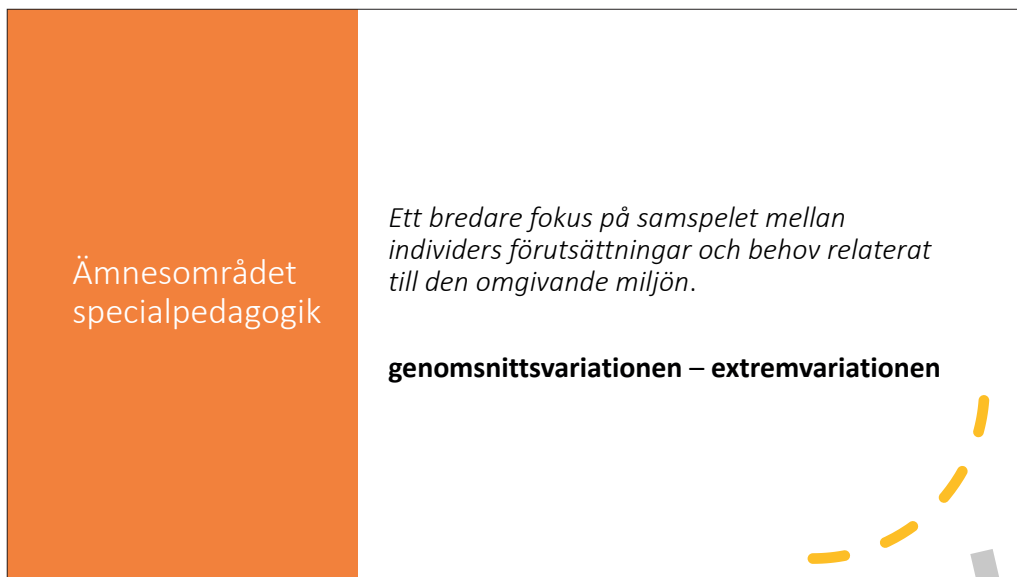 Ämnesområdet
specialpedagogik
Ett bredare fokus på samspelet mellan
individers förutsättningar och behov relaterat
till den omgivande miljön.
genomsnittsvariationen – extremvariationen